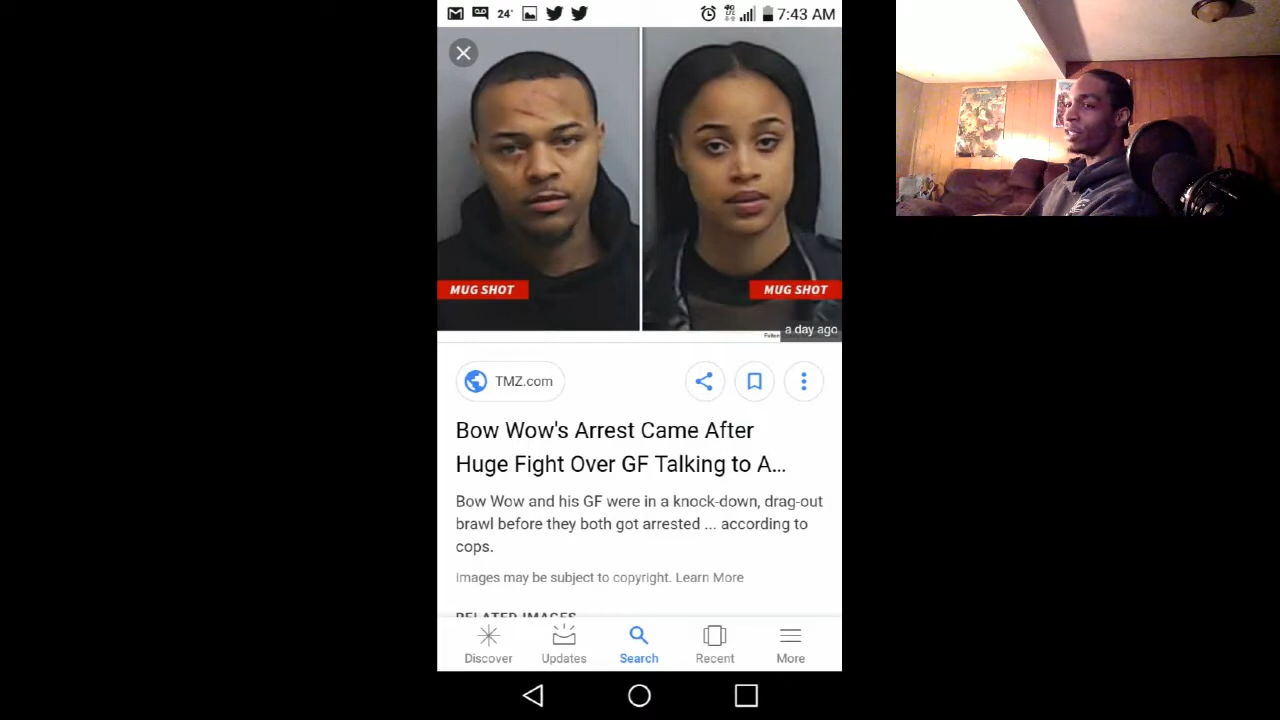 24°
7:43 AM
MUG SHOT
MUG SHOT
a day ago
TMZ.com
Bow Wow's Arrest Came After
Huge Fight Over GF Talking to A...
Bow Wow and his GF were in a knock-down, drag-out
brawl before they both got arrested ... according to
cops.
Images may be subject to copyright. Learn More
RELATED IMAGES
Discover
Updates
Search
Recent
More